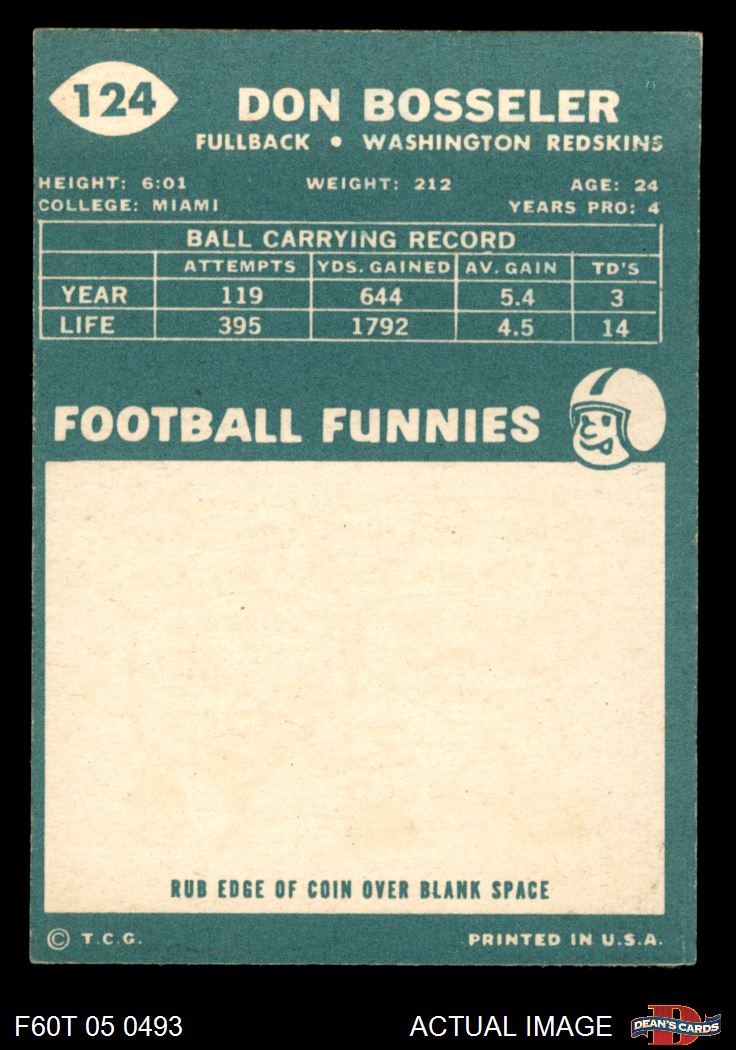 124
DON BOSSELER
FULLBACK • WASHINGTON REDSKINS
HEIGHT: 6:01 WEIGHT: 212 AGE: 24
COLLEGE: MIAMI YEARS PRO: 4
BALL CARRYING RECORD
ATTEMPTS YDS. GAINED AV. GAIN TD'S
YEAR 119 644 5.4 3
LIFE 395 1792 4.5 14
FOOTBALL FUNNIES
RUB EDGE OF COIN OVER BLANK SPACE
© T.C.G. PRINTED IN U.S.A.
F60T 05 0493 ACTUAL IMAGE D DEAN'S CARDS